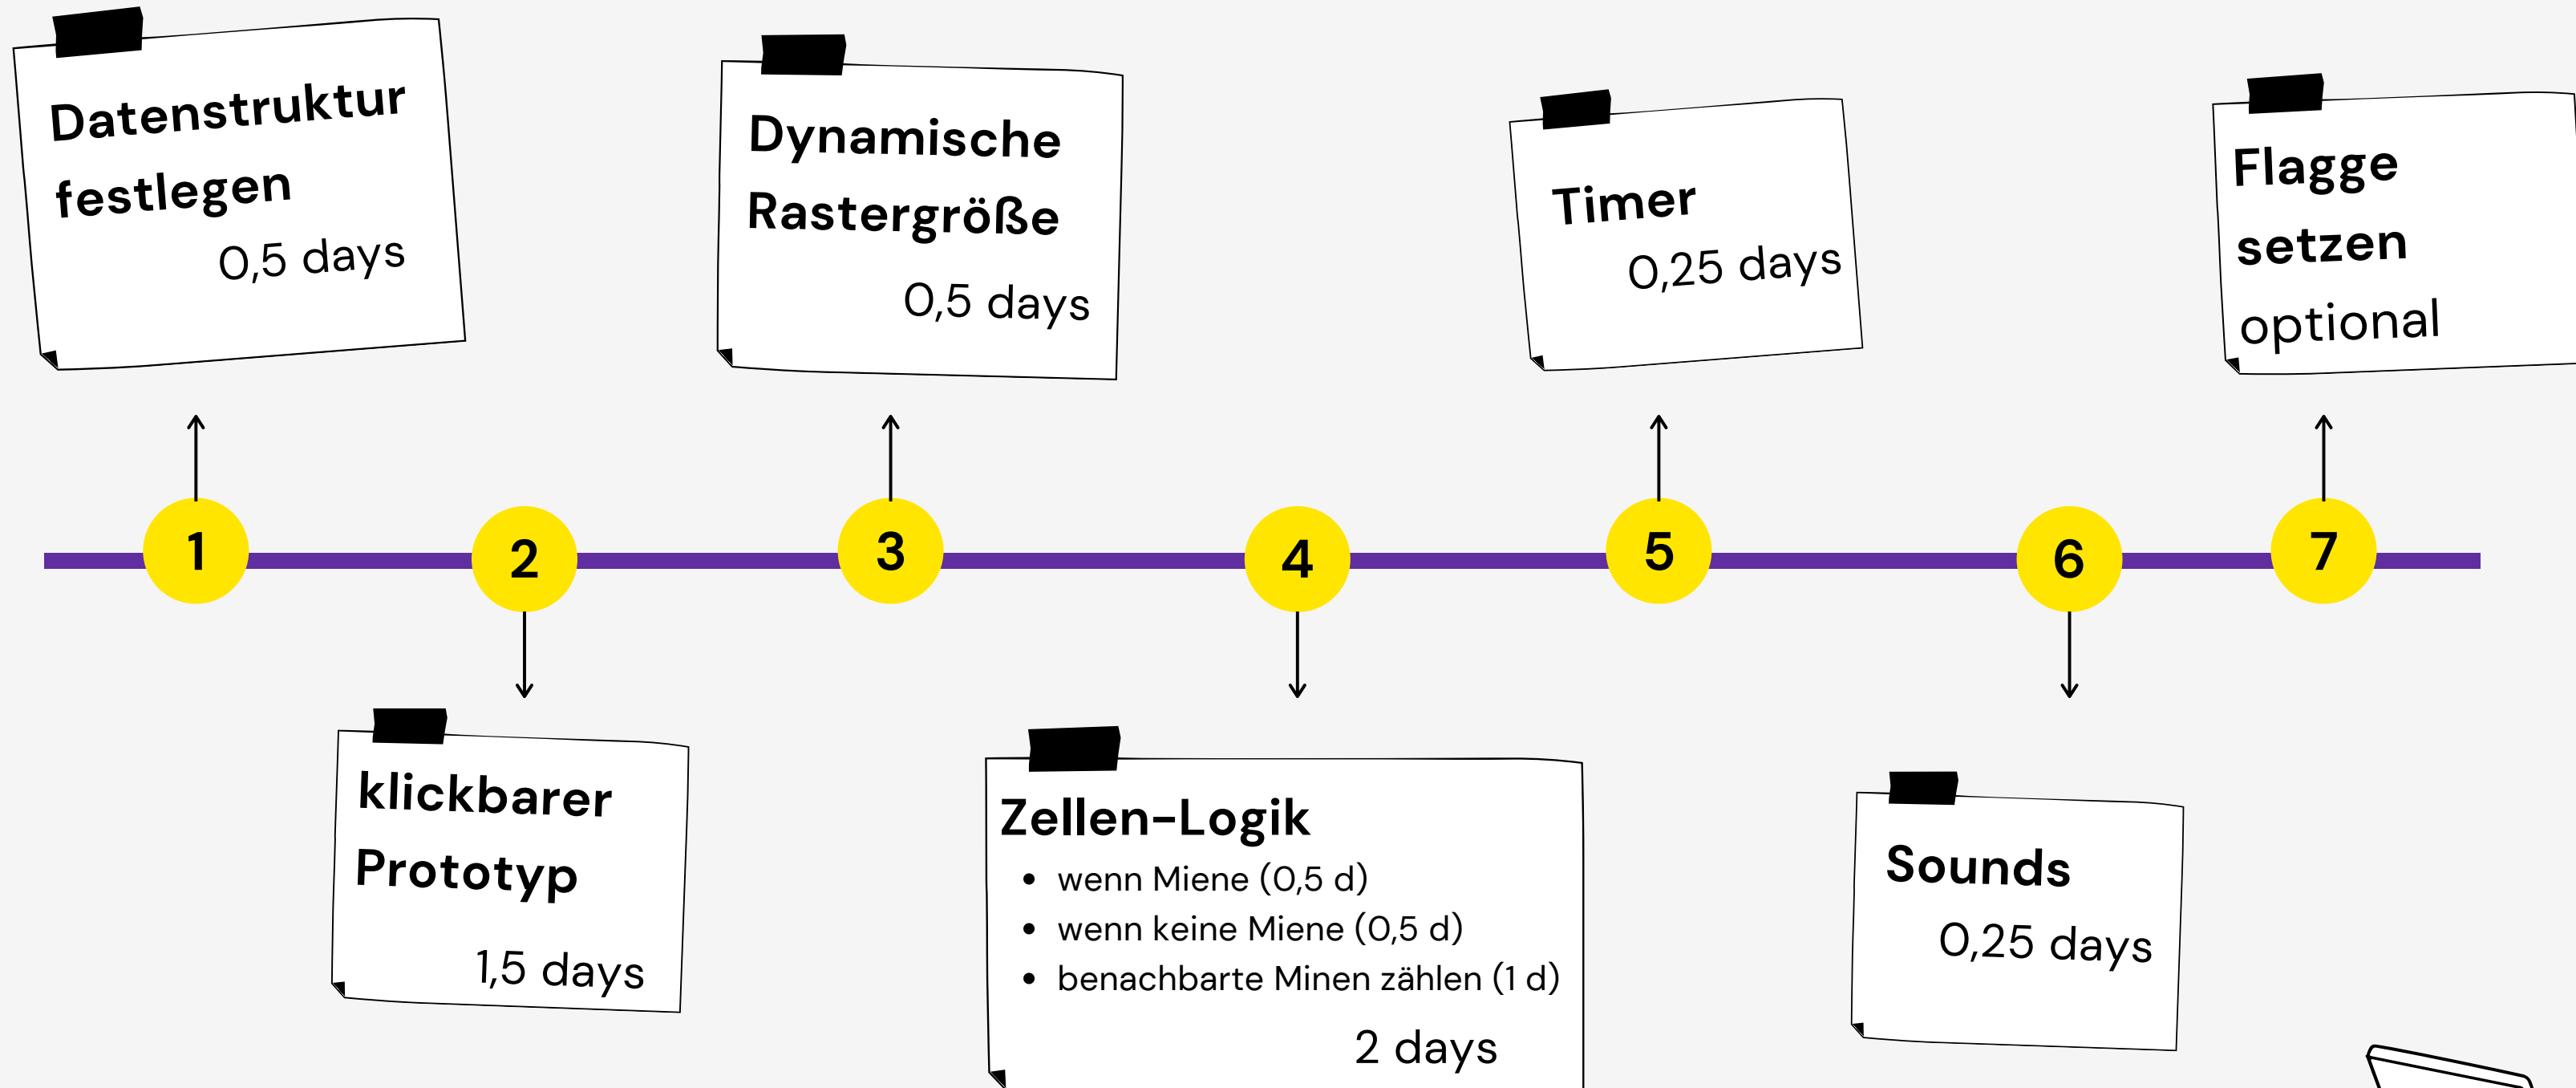 Datenstruktur
festlegen
0,5 days
Dynamische
Rastergröße
0,5 days
Timer
0,25 days
Flagge
setzen
optional
1
2
3
4
5
6
7
klickbarer
Prototyp
1,5 days
Zellen-Logik
• wenn Miene (0,5 d)
• wenn keine Miene (0,5 d)
• benachbarte Minen zählen (1 d)
2 days
Sounds
0,25 days